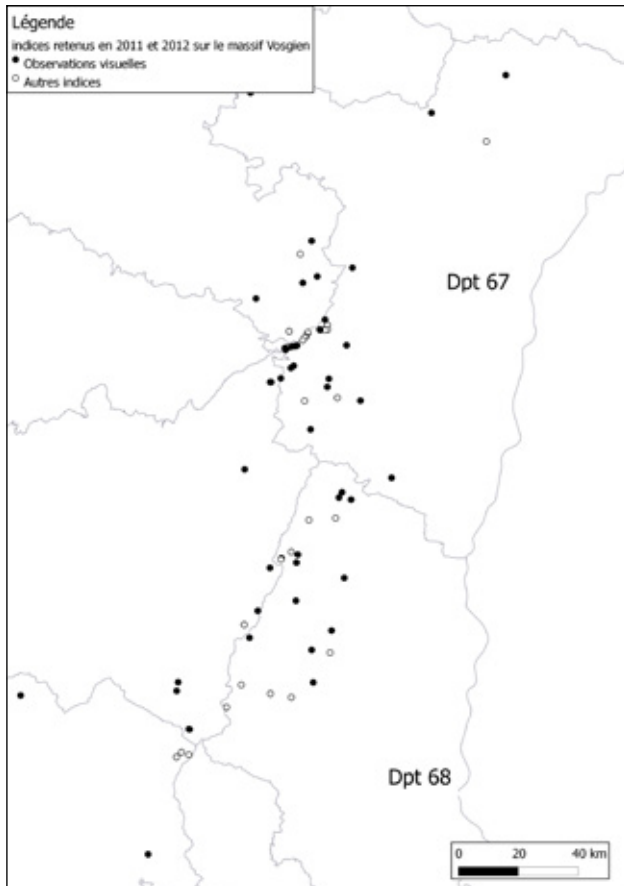 Légende
indices retenus en 2011 et 2012 sur le massif Vosgien
Observations visuelles
Autres indices
Dpt 67
Dpt 68
0 20 40 km